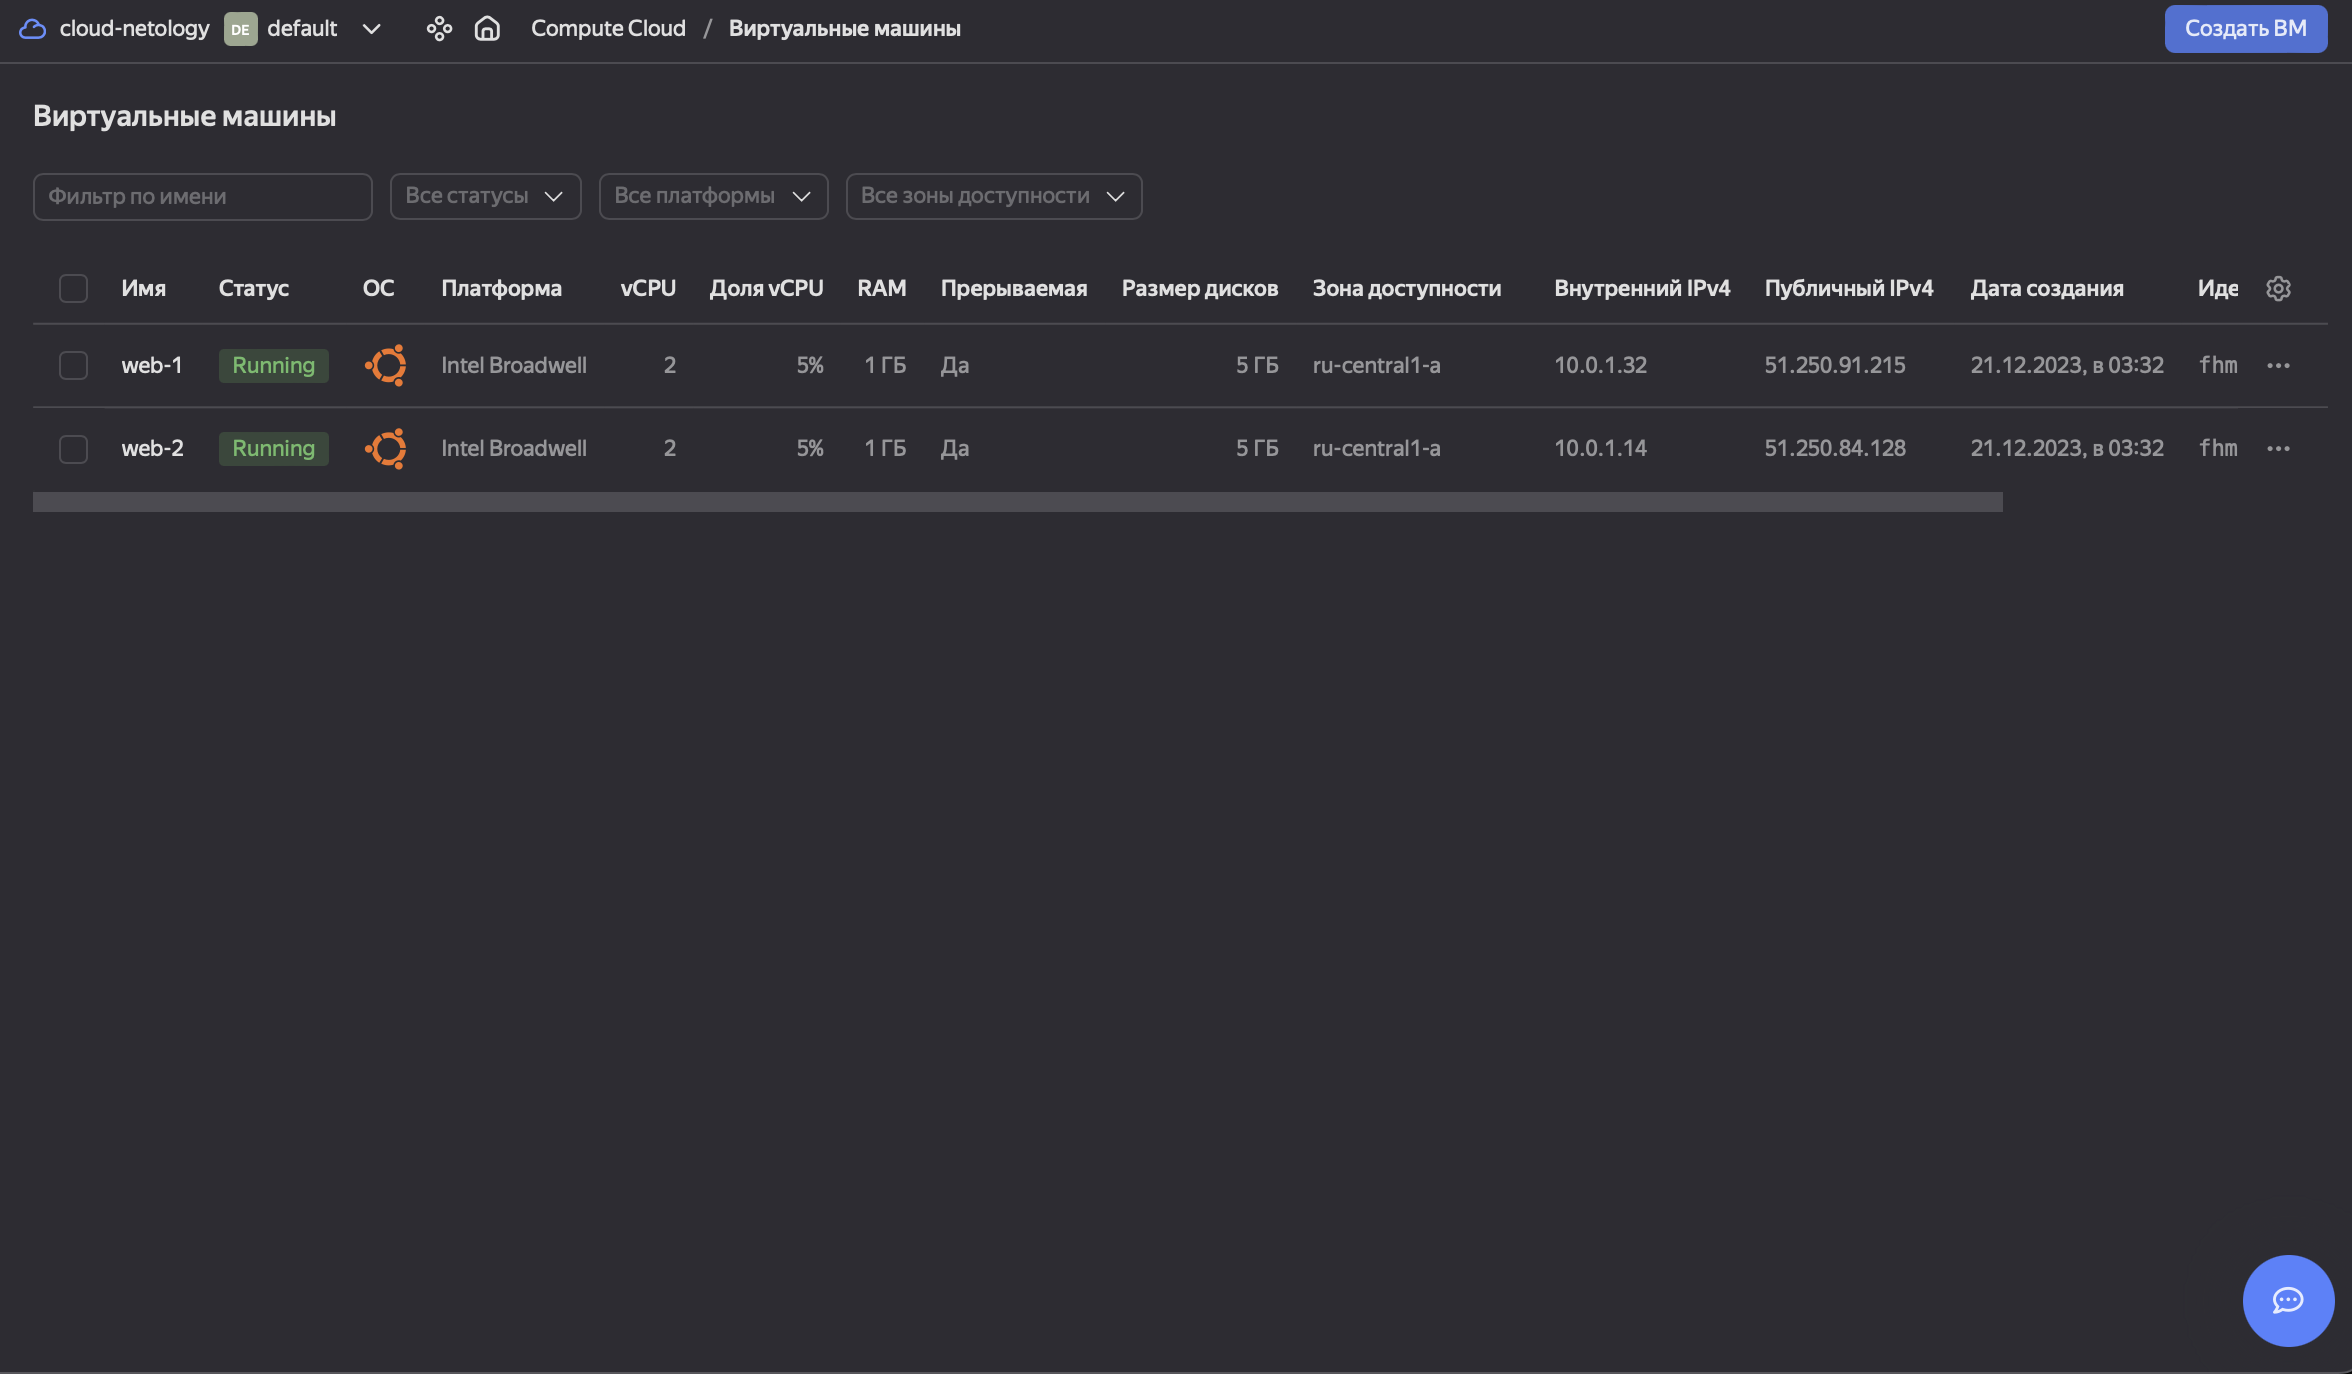 cloud-netology DE default Compute Cloud / Виртуальные машины Создать ВМ
Виртуальные машины
Фильтр по имени Все статусы Все платформы Все зоны доступности
Имя Статус ОС Платформа vCPU Доля vCPU RAM Прерываемая Размер дисков Зона доступности Внутренний IPv4 Публичный IPv4 Дата создания Иде
web-1 Running Intel Broadwell 2 5% 1 ГБ Да 5 ГБ ru-central1-a 10.0.1.32 51.250.91.215 21.12.2023, в 03:32 fhm
web-2 Running Intel Broadwell 2 5% 1 ГБ Да 5 ГБ ru-central1-a 10.0.1.14 51.250.84.128 21.12.2023, в 03:32 fhm